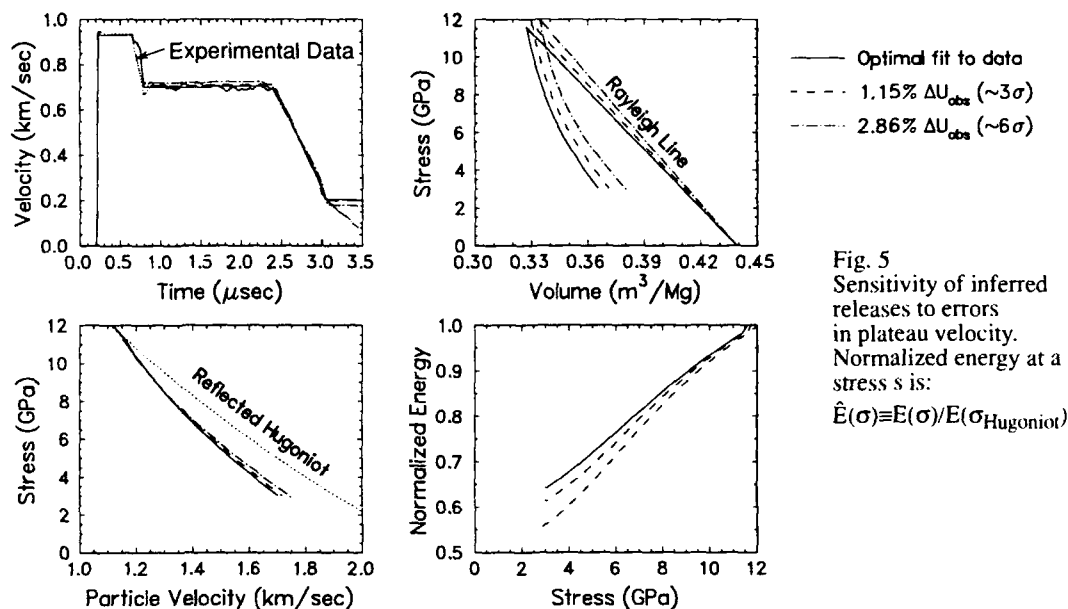 1.0
0.8
0.6
0.4
0.2
0.0
Velocity (km/sec)
Experimental Data
0.0 0.5 1.0 1.5 2.0 2.5 3.0 3.5
Time (μsec)
12
10
8
6
4
2
0
Stress (GPa)
Rayleigh Line
0.30 0.33 0.36 0.39 0.42 0.45
Volume (m³/Mg)
Optimal fit to data
1.15% ΔU_obs (~3σ)
2.86% ΔU_obs (~6σ)
12
10
8
6
4
2
0
Stress (GPa)
Reflected Hugoniot
1.0 1.2 1.4 1.6 1.8 2.0
Particle Velocity (km/sec)
1.0
0.9
0.8
0.7
0.6
0.5
Normalized Energy
0 2 4 6 8 10 12
Stress (GPa)
Fig. 5
Sensitivity of inferred
releases to errors
in plateau velocity.
Normalized energy at a
stress s is:
Ê(σ)≡E(σ)/E(σHugoniot)